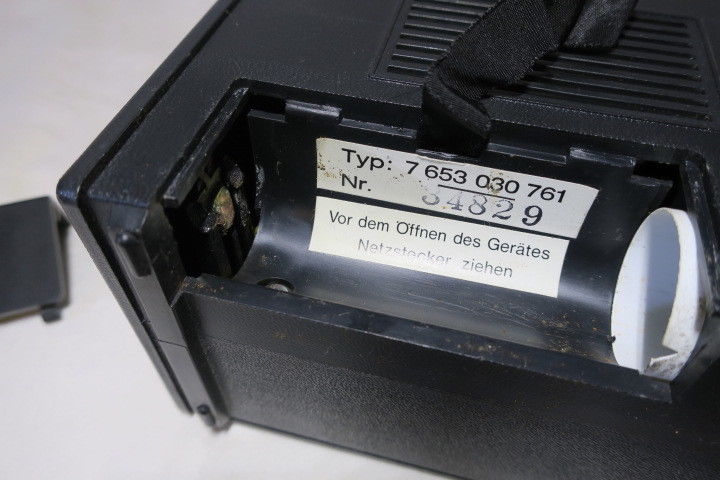 Typ: 7 653 030 761
Nr. 34829
Vor dem Öffnen des Gerätes
Netzstecker ziehen